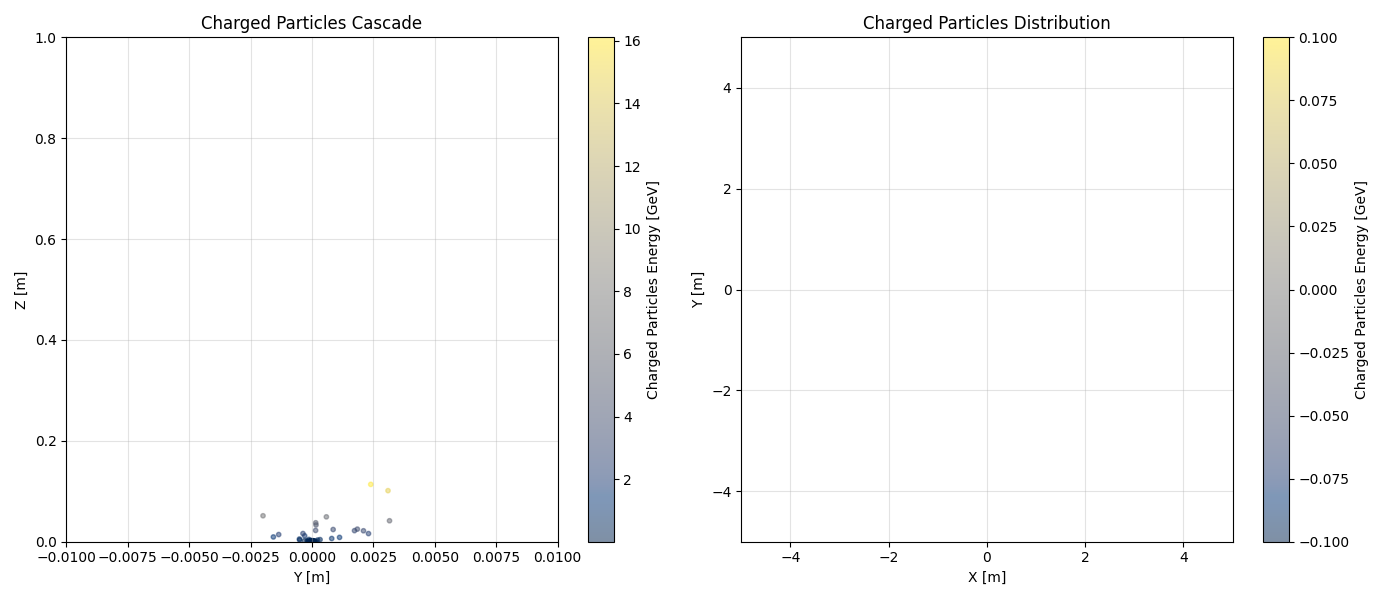 Charged Particles Cascade
1.0
0.8
0.6
0.4
0.2
0.0
Z [m]
−0.0100 −0.0075 −0.0050 −0.0025 0.0000 0.0025 0.0050 0.0075 0.0100
Y [m]
16
14
12
10
8
6
4
2
Charged Particles Energy [GeV]
Charged Particles Distribution
4
2
0
−2
−4
Y [m]
−4 −2 0 2 4
X [m]
0.100
0.075
0.050
0.025
0.000
−0.025
−0.050
−0.075
−0.100
Charged Particles Energy [GeV]